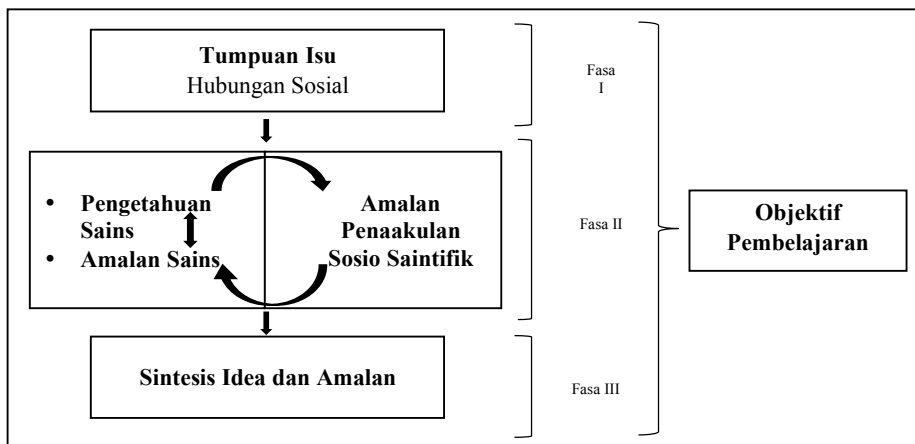 Tumpuan Isu
Hubungan Sosial
Fasa
I
• Pengetahuan
Sains
• Amalan Sains
Amalan
Penaakulan
Sosio Saintifik
Fasa II
Objektif
Pembelajaran
Sintesis Idea dan Amalan
Fasa III